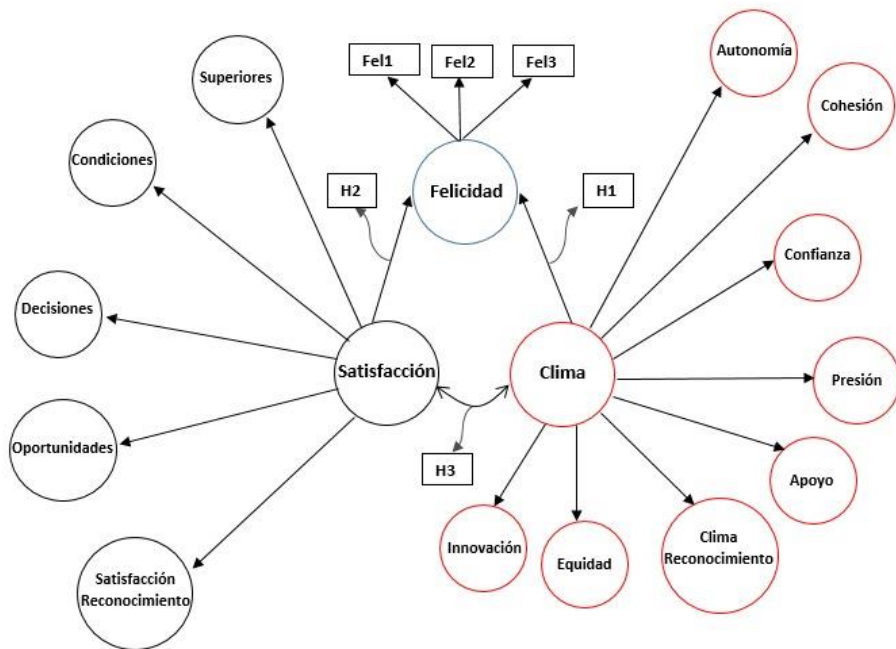 Fel1
Fel2
Fel3
Autonomía
Superiores
Cohesión
Condiciones
H2
Felicidad
H1
Confianza
Decisiones
Satisfacción
Clima
Presión
Oportunidades
H3
Apoyo
Innovación
Equidad
Clima
Reconocimiento
Satisfacción
Reconocimiento